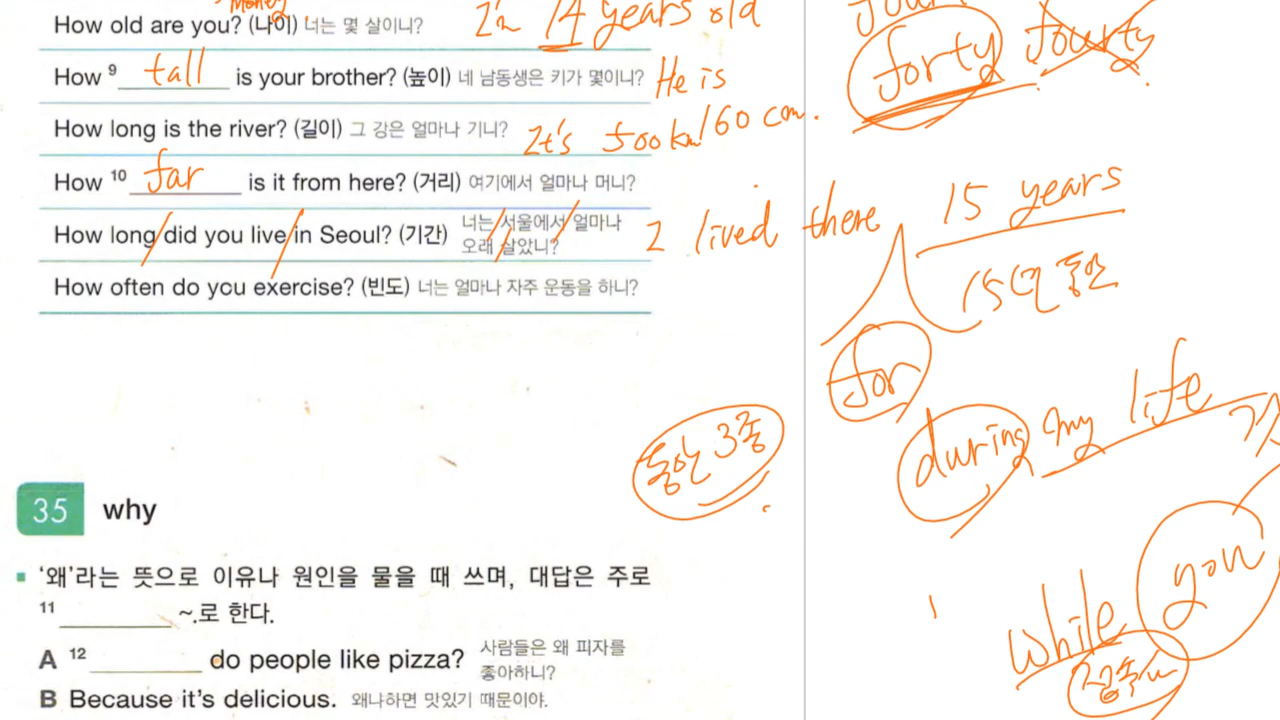 money
How old are you? (나이) 너는 몇 살이니? I'm 14 years old
How 9 tall is your brother? (높이) 네 남동생은 키가 몇이니? He is 160 cm.
How long is the river? (길이) 그 강은 얼마나 기니? It's 500 km
How 10 far is it from here? (거리) 여기에서 얼마나 머니?
How long did you live in Seoul? (기간) 너는 서울에서 얼마나
오래 살았니?
I lived there
How often do you exercise? (빈도) 너는 얼마나 자주 운동을 하니?
forty fourty
15 years
15년 동안
for
during my life
동안 3종
while you
접속사
35 why
'왜'라는 뜻으로 이유나 원인을 물을 때 쓰며, 대답은 주로
11 ________ ~.로 한다.
A 12 ________ do people like pizza? 사람들은 왜 피자를
좋아하니?
B Because it's delicious. 왜냐하면 맛있기 때문이야.